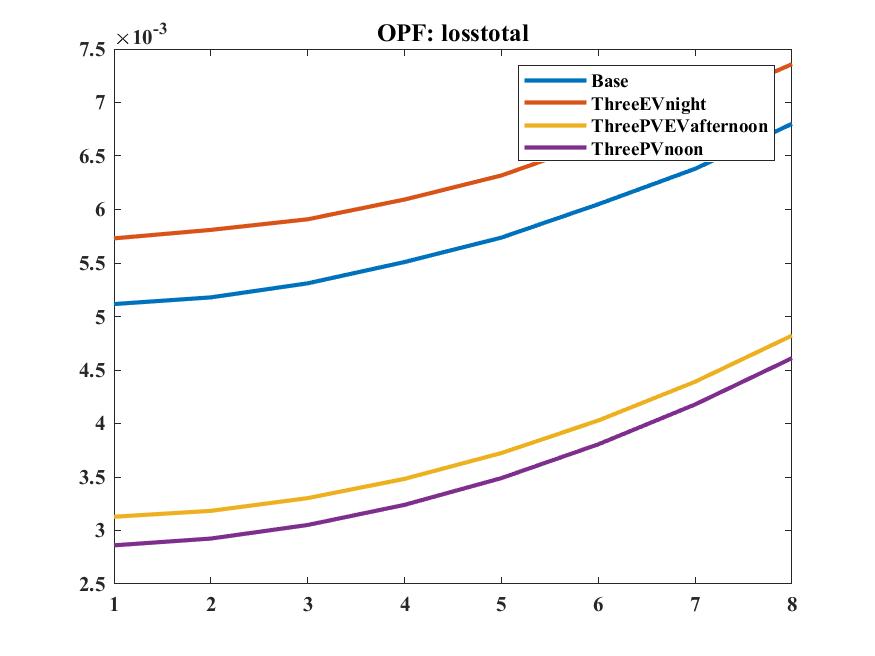 OPF: losstotal
×10-3
7.5
7
6.5
6
5.5
5
4.5
4
3.5
3
2.5
1 2 3 4 5 6 7 8
Base
ThreeEVnight
ThreePVEVafternoon
ThreePVnoon